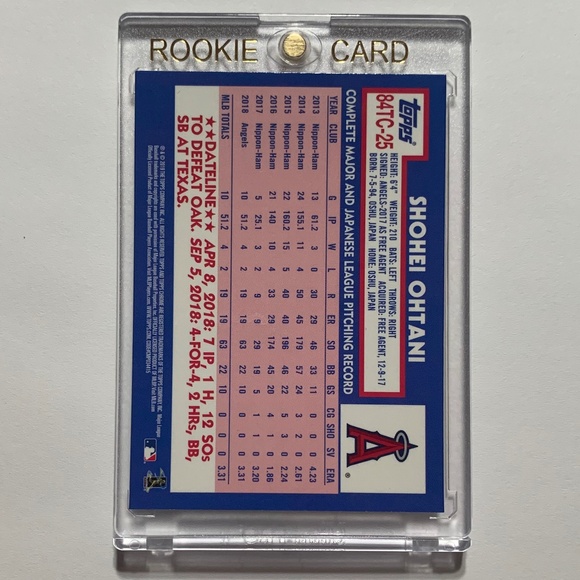 ROOKIE CARD
topps
84TC-25
SHOHEI OHTANI
HEIGHT: 6'4" WEIGHT: 210 BATS: LEFT THROWS: RIGHT
SIGNED: ANGELS-2017 AS FREE AGENT ACQUIRED: FREE AGENT, 12-9-17
BORN: 7-5-94, OSHU, JAPAN HOME: OSHU, JAPAN
A
COMPLETE MAJOR AND JAPANESE LEAGUE PITCHING RECORD
YEAR CLUB G IP W L R ER SO BB GS CG SHO SV ERA
2013 Nippon-Ham 13 61.2 3 0 30 29 46 33 11 0 0 0 4.23
2014 Nippon-Ham 24 155.1 11 4 50 45 179 57 24 3 2 0 2.61
2015 Nippon-Ham 22 160.2 15 5 40 40 196 46 22 5 3 0 2.24
2016 Nippon-Ham 21 140 10 4 33 29 174 45 20 4 1 1 1.86
2017 Nippon-Ham 5 25.1 3 2 9 9 29 19 5 1 1 0 3.20
2018 Angels 10 51.2 4 2 19 19 63 22 10 0 0 0 3.31
MLB TOTALS 10 51.2 4 2 19 19 63 22 10 0 0 0 3.31
★★DATELINE★★ APR 8, 2018: 7 IP, 1 H, 12 SOs
TO DEFEAT OAK. SEP 5, 2018: 4-FOR-4, 2 HRs, BB,
SB AT TEXAS.